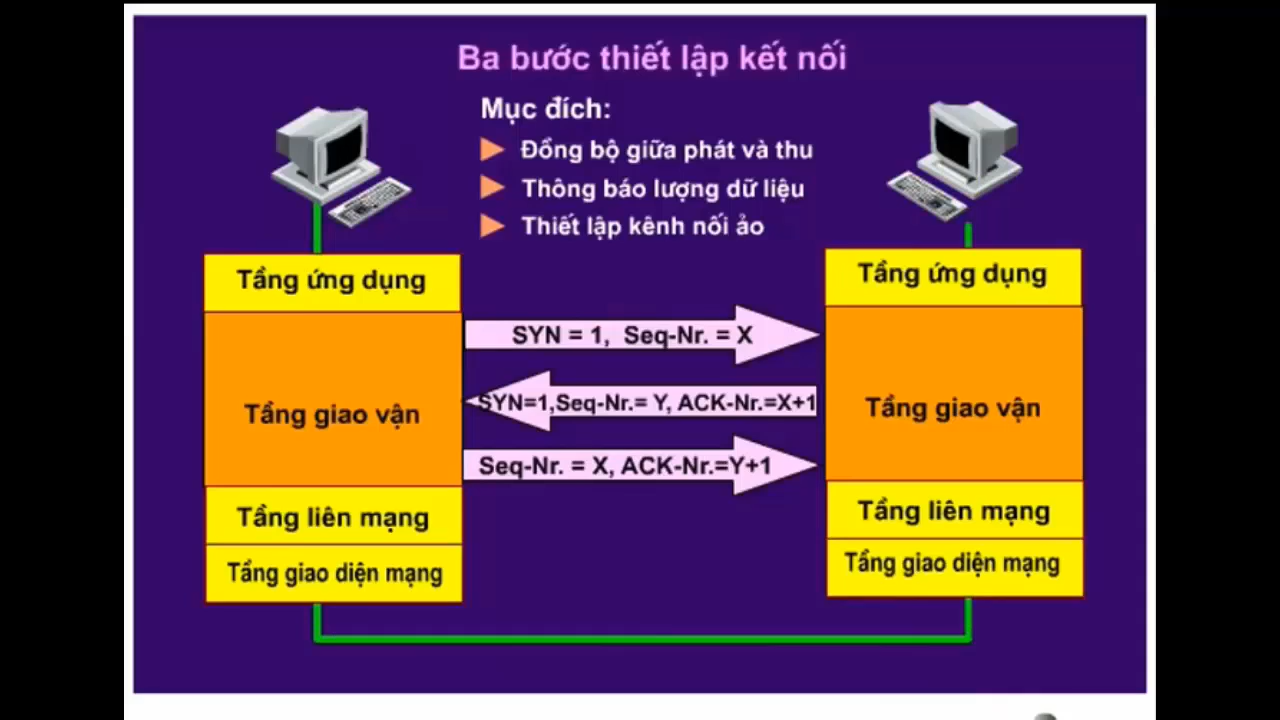 Ba bước thiết lập kết nối
Mục đích:
Đồng bộ giữa phát và thu
Thông báo lượng dữ liệu
Thiết lập kênh nối ảo
Tầng ứng dụng
Tầng giao vận
Tầng liên mạng
Tầng giao diện mạng
SYN = 1, Seq-Nr. = X
SYN=1,Seq-Nr.= Y, ACK-Nr.=X+1
Seq-Nr. = X, ACK-Nr.=Y+1
Tầng ứng dụng
Tầng giao vận
Tầng liên mạng
Tầng giao diện mạng